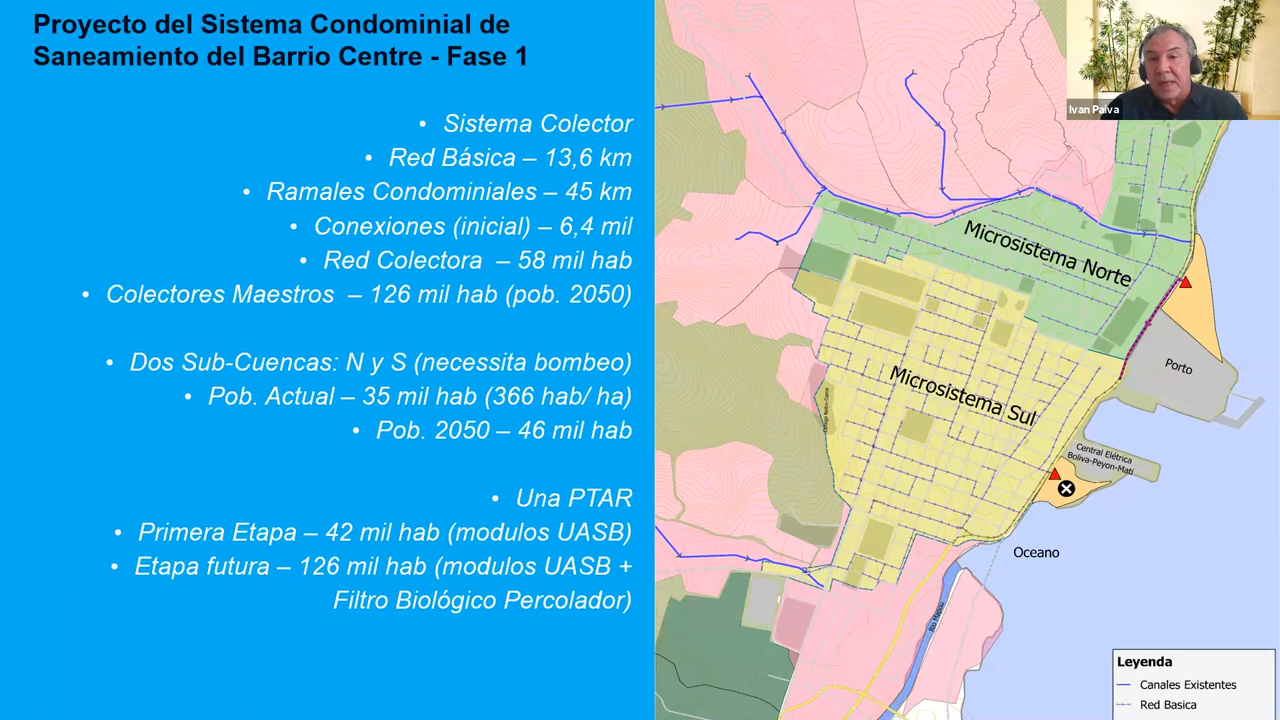 Proyecto del Sistema Condominial de
Saneamiento del Barrio Centre - Fase 1
• Sistema Colector
• Red Básica – 13,6 km
• Ramales Condominiales – 45 km
• Conexiones (inicial) – 6,4 mil
• Red Colectora – 58 mil hab
• Colectores Maestros – 126 mil hab (pob. 2050)
• Dos Sub-Cuencas: N y S (necessita bombeo)
• Pob. Actual – 35 mil hab (366 hab/ ha)
• Pob. 2050 – 46 mil hab
• Una PTAR
• Primera Etapa – 42 mil hab (modulos UASB)
• Etapa futura – 126 mil hab (modulos UASB +
Filtro Biológico Percolador)
Ivan Paiva
Microsistema Norte
Porto
Microsistema Sul
Central Elétrica
Boliva-Peyon-Mati
Oceano
Leyenda
Canales Existentes
Red Basica